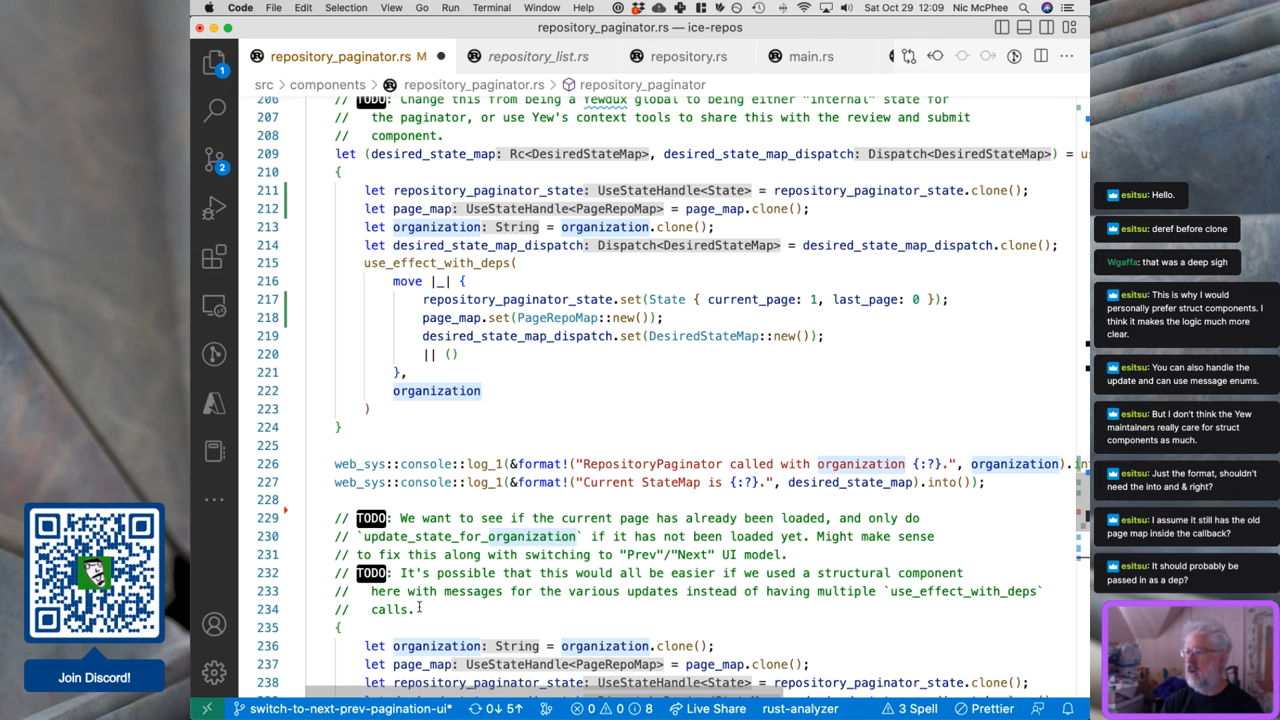 Code File Edit Selection View Go Run Terminal Window Help Sat Oct 29 12:09 Nic McPhee
repository_paginator.rs — ice-repos
repository_paginator.rs M ● repository_list.rs repository.rs main.rs
src > components > repository_paginator.rs > repository_paginator
206 // TODO: Change this from being a Yewdux global to being either "internal" state for
207 // the paginator, or use Yew's context tools to share this with the review and submit
208 // component.
209 let (desired_state_map: Rc<DesiredStateMap>, desired_state_map_dispatch: Dispatch<DesiredStateMap>) = u
210 {
211 let repository_paginator_state: UseStateHandle<State> = repository_paginator_state.clone();
212 let page_map: UseStateHandle<PageRepoMap> = page_map.clone();
213 let organization: String = organization.clone();
214 let desired_state_map_dispatch: Dispatch<DesiredStateMap> = desired_state_map_dispatch.clone();
215 use_effect_with_deps(
216 move |_| {
217 repository_paginator_state.set(State { current_page: 1, last_page: 0 });
218 page_map.set(PageRepoMap::new());
219 desired_state_map_dispatch.set(DesiredStateMap::new());
220 || ()
221 },
222 organization
223 )
224 }
225
226 web_sys::console::log_1(&format!("RepositoryPaginator called with organization {:?}.", organization).in
227 web_sys::console::log_1(&format!("Current StateMap is {:?}.", desired_state_map).into());
228
229 // TODO: We want to see if the current page has already been loaded, and only do
230 // `update_state_for_organization` if it has not been loaded yet. Might make sense
231 // to fix this along with switching to "Prev"/"Next" UI model.
232 // TODO: It's possible that this would all be easier if we used a structural component
233 // here with messages for the various updates instead of having multiple `use_effect_with_deps`
234 // calls.
235 {
236 let organization: String = organization.clone();
237 let page_map: UseStateHandle<PageRepoMap> = page_map.clone();
238 let repository_paginator_state: UseStateHandle<State> = repository_paginator_state.clone();
switch-to-next-prev-pagination-ui* 0↓ 5↑ 0 0 8 Live Share rust-analyzer 3 Spell Prettier
1
2
Join Discord!
esitsu: Hello.
esitsu: deref before clone
Wgaffa: that was a deep sigh
esitsu: This is why I would
personally prefer struct components. I
think it makes the logic much more
clear.
esitsu: You can also handle the
update and can use message enums.
esitsu: But I don't think the Yew
maintainers really care for struct
components as much.
esitsu: Just the format, shouldn't
need the into and & right?
esitsu: I assume it still has the old
page map inside the callback?
esitsu: It should probably be
passed in as a dep?